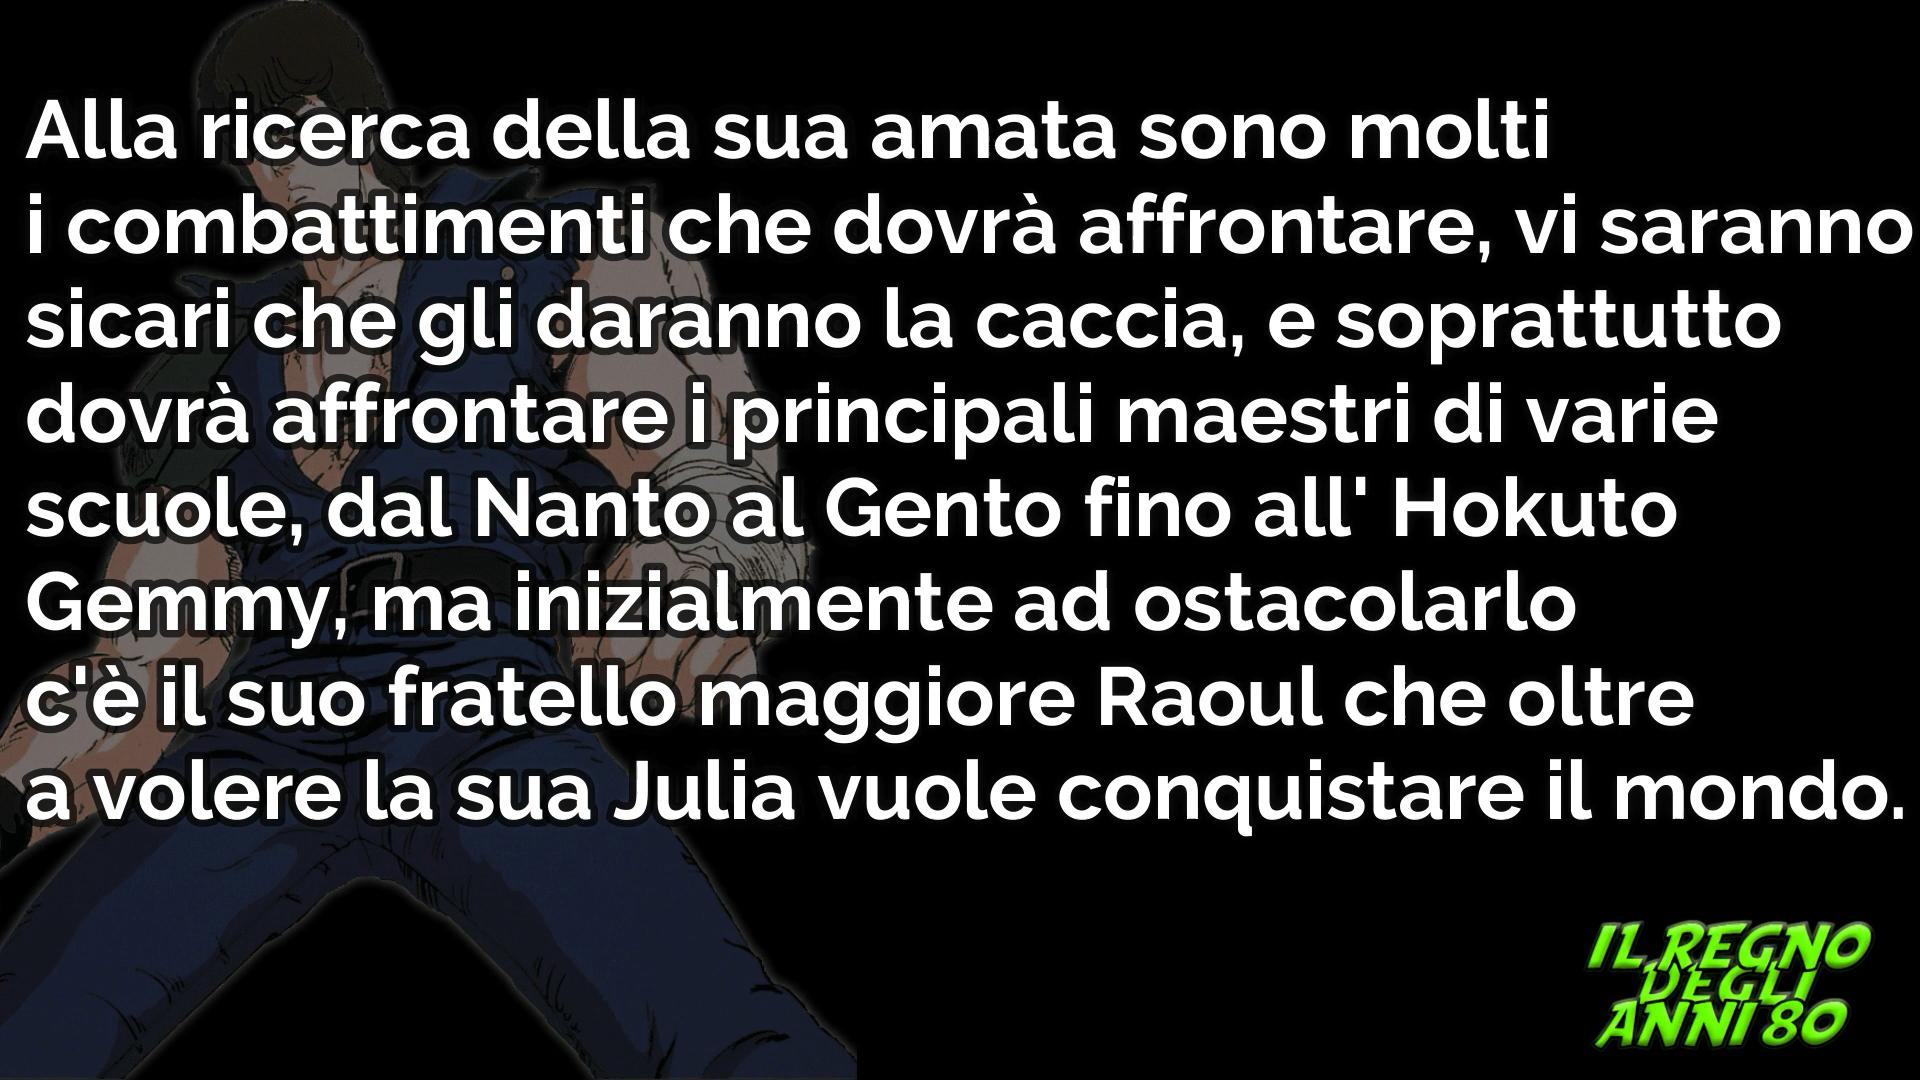 Alla ricerca della sua amata sono molti
i combattimenti che dovrà affrontare, vi saranno
sicari che gli daranno la caccia, e soprattutto
dovrà affrontare i principali maestri di varie
scuole, dal Nanto al Gento fino all' Hokuto
Gemmy, ma inizialmente ad ostacolarlo
c'è il suo fratello maggiore Raoul che oltre
a volere la sua Julia vuole conquistare il mondo.
IL REGNO
DEGLI
ANNI 80